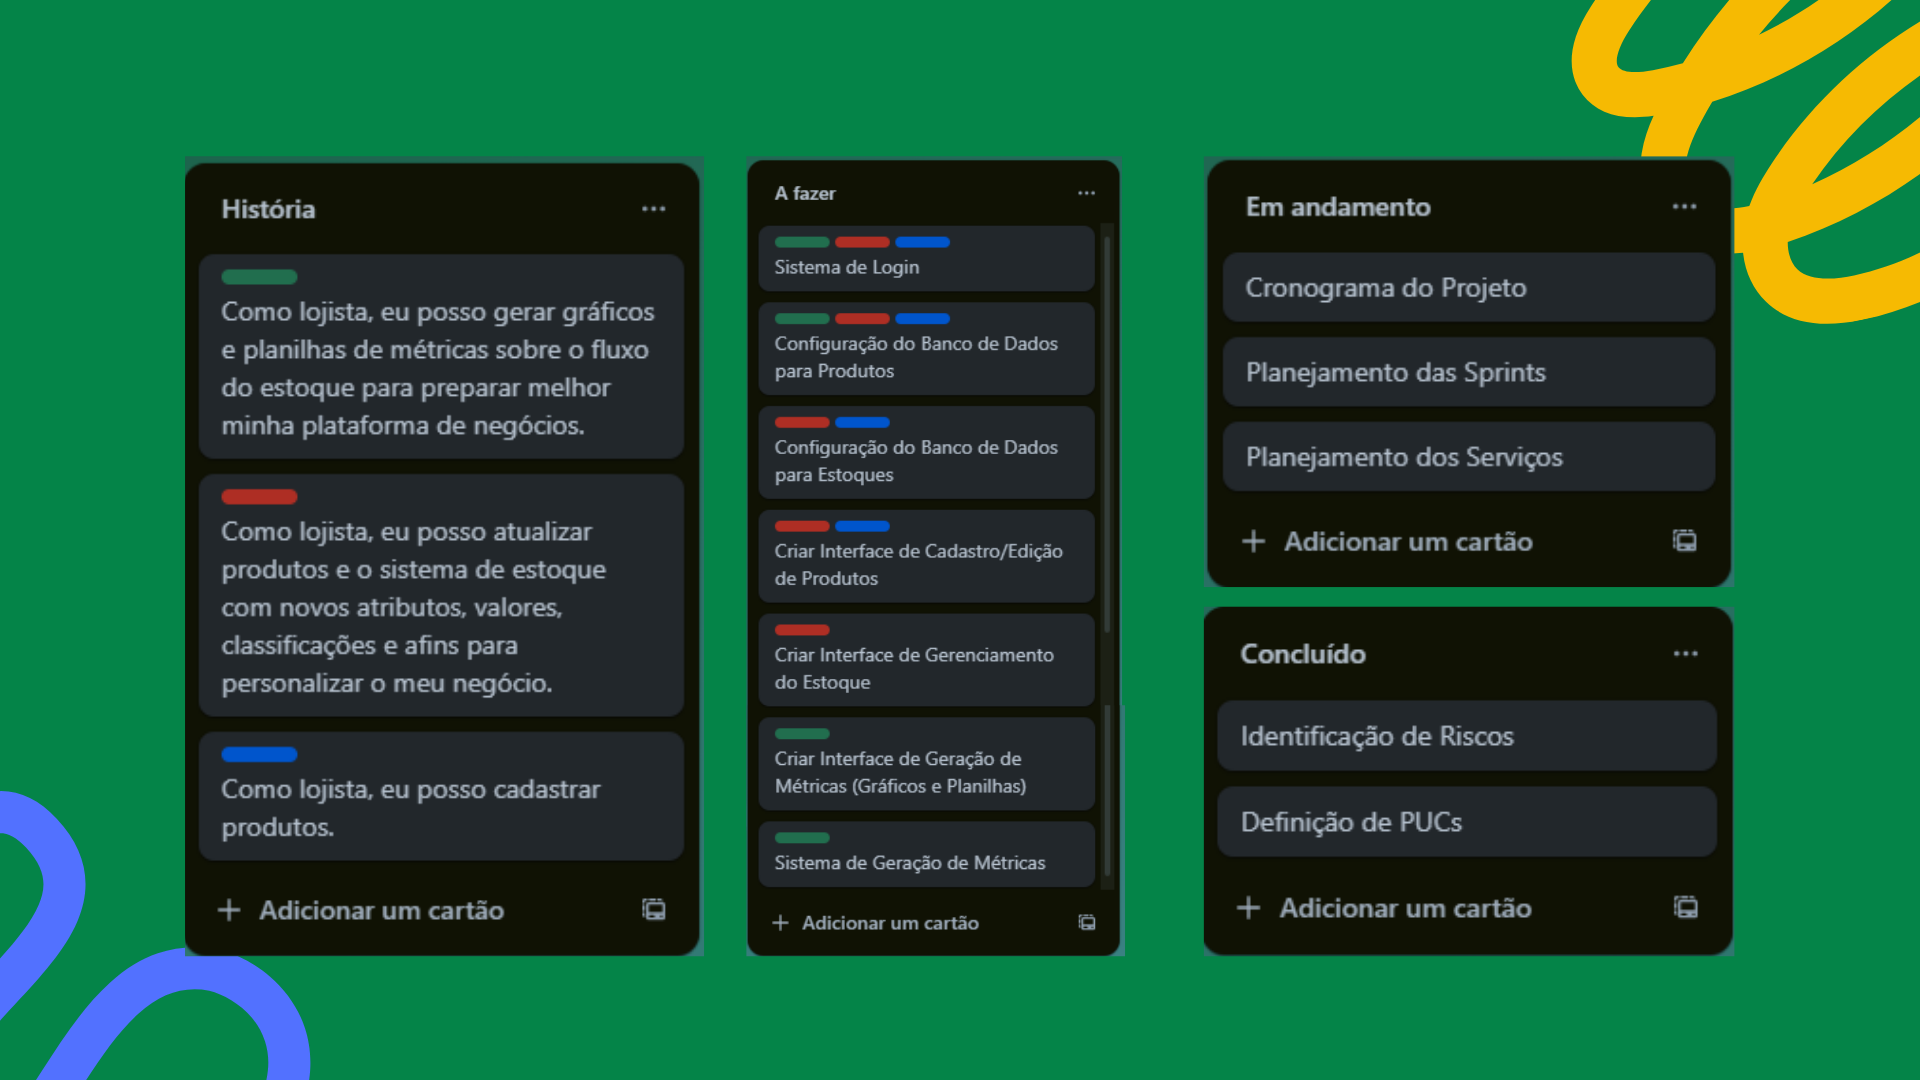 História
Como lojista, eu posso gerar gráficos
e planilhas de métricas sobre o fluxo
do estoque para preparar melhor
minha plataforma de negócios.
Como lojista, eu posso atualizar
produtos e o sistema de estoque
com novos atributos, valores,
classificações e afins para
personalizar o meu negócio.
Como lojista, eu posso cadastrar
produtos.
+ Adicionar um cartão
A fazer
Sistema de Login
Configuração do Banco de Dados
para Produtos
Configuração do Banco de Dados
para Estoques
Criar Interface de Cadastro/Edição
de Produtos
Criar Interface de Gerenciamento
do Estoque
Criar Interface de Geração de
Métricas (Gráficos e Planilhas)
Sistema de Geração de Métricas
+ Adicionar um cartão
Em andamento
Cronograma do Projeto
Planejamento das Sprints
Planejamento dos Serviços
+ Adicionar um cartão
Concluído
Identificação de Riscos
Definição de PUCs
+ Adicionar um cartão